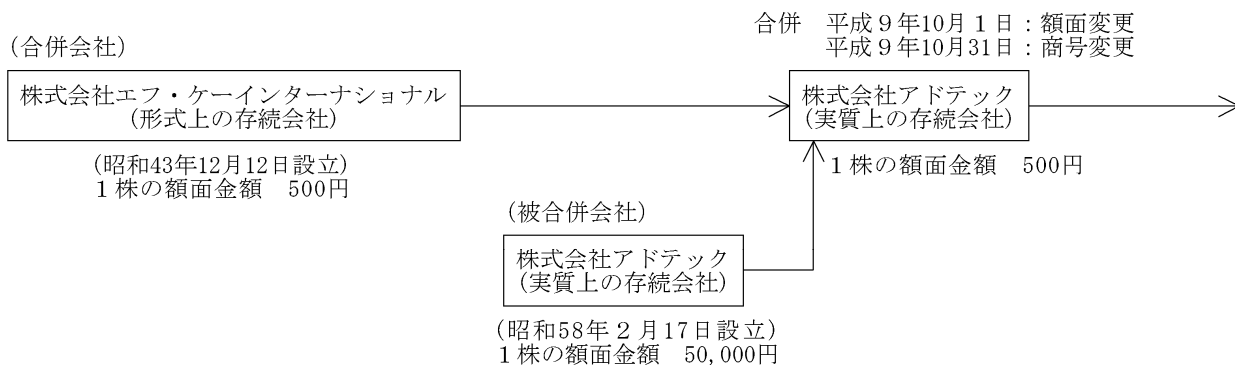 合併　平成９年10月１日：額面変更
平成９年10月31日：商号変更
(合併会社)
株式会社エフ・ケーインターナショナル
(形式上の存続会社)
(昭和43年12月12日設立)
１株の額面金額　500円
株式会社アドテック
(実質上の存続会社)
１株の額面金額　500円
(被合併会社)
株式会社アドテック
(実質上の存続会社)
(昭和58年２月17日設立)
１株の額面金額　50,000円